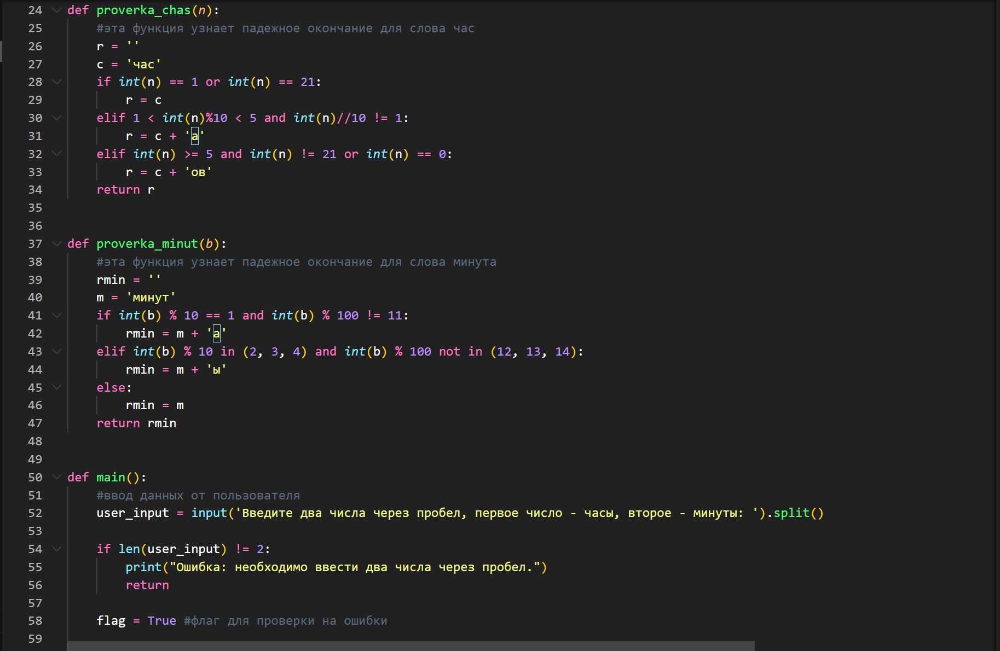 24 def proverka_chas(n):
25 #эта функция узнает падежное окончание для слова час
26 r = ''
27 c = 'час'
28 if int(n) == 1 or int(n) == 21:
29 r = c
30 elif 1 < int(n)%10 < 5 and int(n)//10 != 1:
31 r = c + 'а'
32 elif int(n) >= 5 and int(n) != 21 or int(n) == 0:
33 r = c + 'ов'
34 return r
35
36
37 def proverka_minut(b):
38 #эта функция узнает падежное окончание для слова минута
39 rmin = ''
40 m = 'минут'
41 if int(b) % 10 == 1 and int(b) % 100 != 11:
42 rmin = m + 'а'
43 elif int(b) % 10 in (2, 3, 4) and int(b) % 100 not in (12, 13, 14):
44 rmin = m + 'ы'
45 else:
46 rmin = m
47 return rmin
48
49
50 def main():
51 #ввод данных от пользователя
52 user_input = input('Введите два числа через пробел, первое число - часы, второе - минуты: ').split()
53
54 if len(user_input) != 2:
55 print("Ошибка: необходимо ввести два числа через пробел.")
56 return
57
58 flag = True #флаг для проверки на ошибки
59